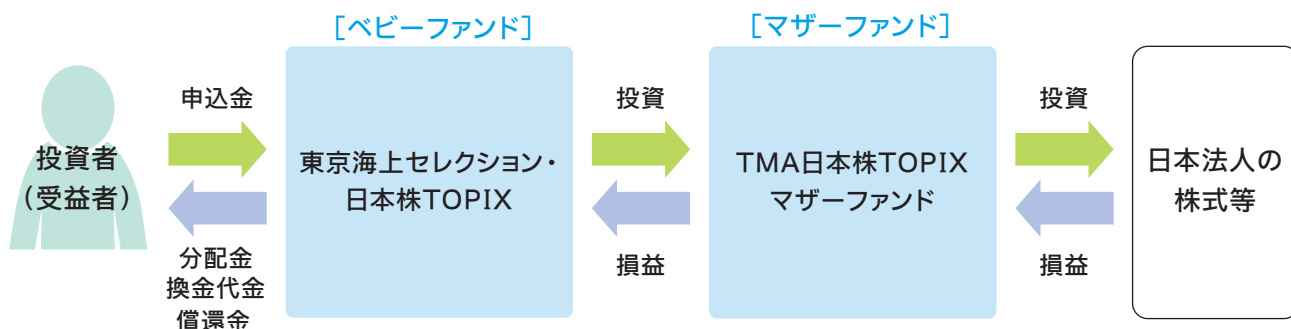 ［ベビーファンド］
［マザーファンド］
申込金
投資
投資
投資者
（受益者）
東京海上セレクション・
日本株TOPIX
TMA日本株TOPIX
マザーファンド
日本法人の
株式等
分配金
換金代金
償還金
損益
損益